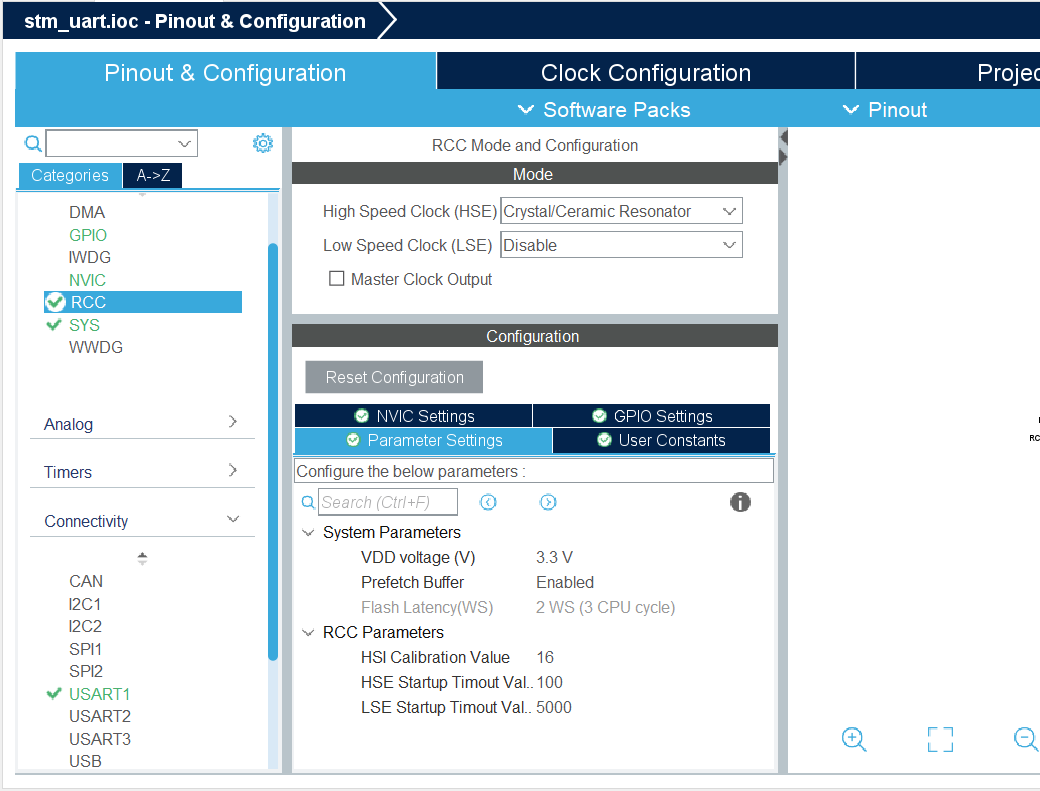 stm_uart.ioc - Pinout & Configuration
Pinout & Configuration
Clock Configuration
Projec
Software Packs
Pinout
Categories
A->Z
DMA
GPIO
IWDG
NVIC
RCC
SYS
WWDG
Analog
Timers
Connectivity
CAN
I2C1
I2C2
SPI1
SPI2
USART1
USART2
USART3
USB
RCC Mode and Configuration
Mode
High Speed Clock (HSE) Crystal/Ceramic Resonator
Low Speed Clock (LSE) Disable
Master Clock Output
Configuration
Reset Configuration
NVIC Settings
GPIO Settings
Parameter Settings
User Constants
Configure the below parameters :
Search (Ctrl+F)
System Parameters
VDD voltage (V) 3.3 V
Prefetch Buffer Enabled
Flash Latency(WS) 2 WS (3 CPU cycle)
RCC Parameters
HSI Calibration Value 16
HSE Startup Timout Val.. 100
LSE Startup Timout Val.. 5000
RC